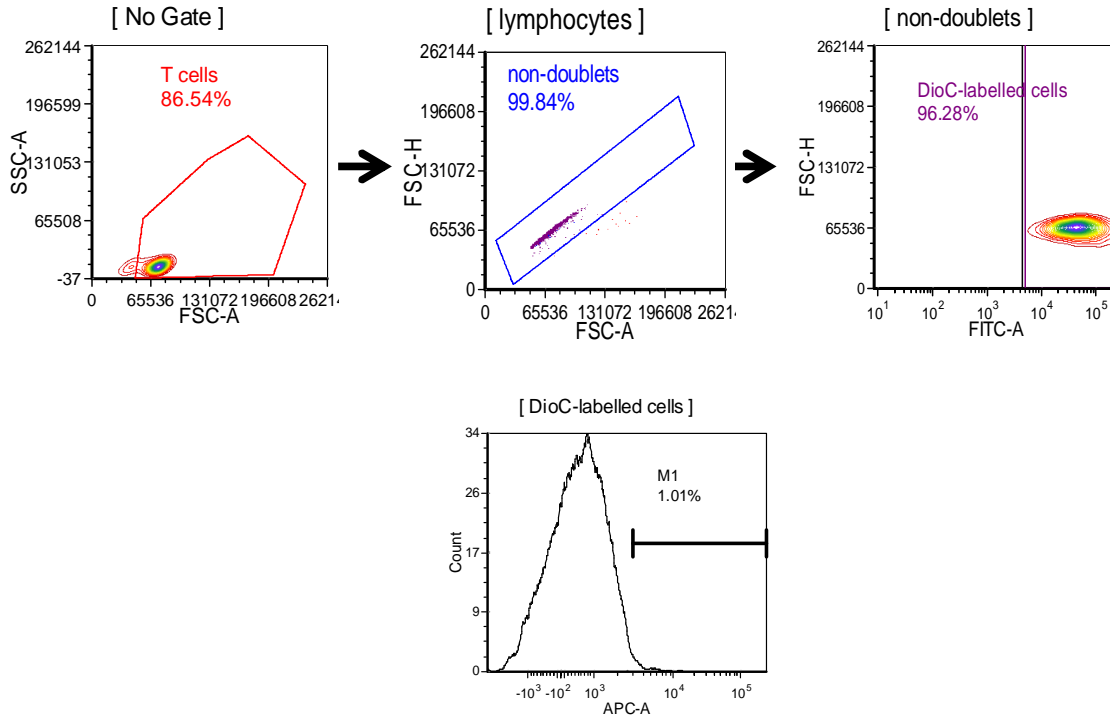 [ No Gate ]
[ lymphocytes ]
[ non-doublets ]
262144
196599
131053
65508
-37
SSC-A
T cells
86.54%
0 65536 131072 196608 26214
FSC-A
262144
196608
131072
65536
0
FSC-H
non-doublets
99.84%
0 65536 131072 196608 26214
FSC-A
262144
196608
131072
65536
0
FSC-H
DioC-labelled cells
96.28%
10¹ 10² 10³ 10⁴ 10⁵
FITC-A
[ DioC-labelled cells ]
34
26
17
9
0
Count
M1
1.01%
-10³ -10² 10³ 10⁴ 10⁵
APC-A